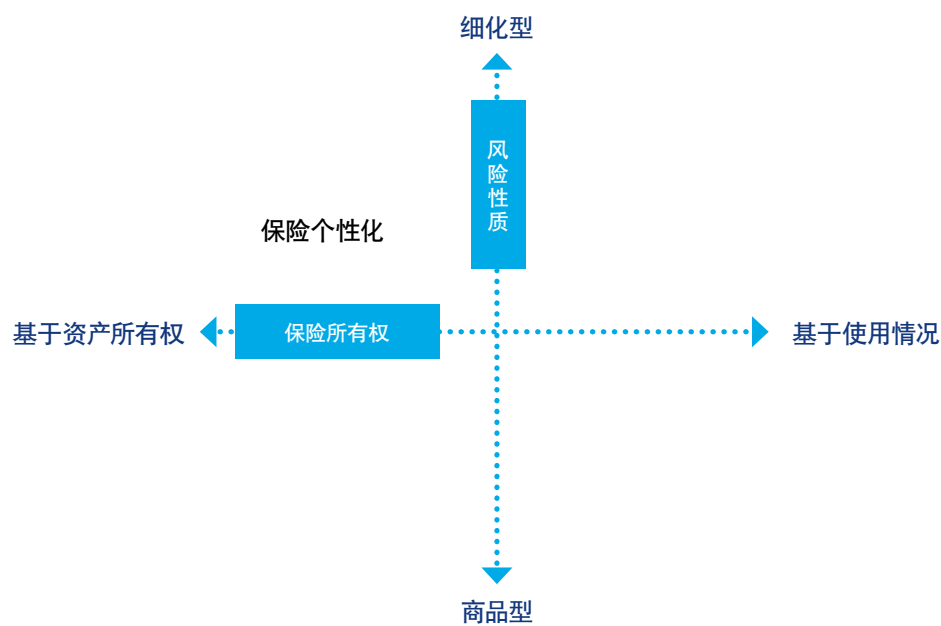 细化型
风险性质
保险个性化
基于资产所有权
保险所有权
基于使用情况
商品型